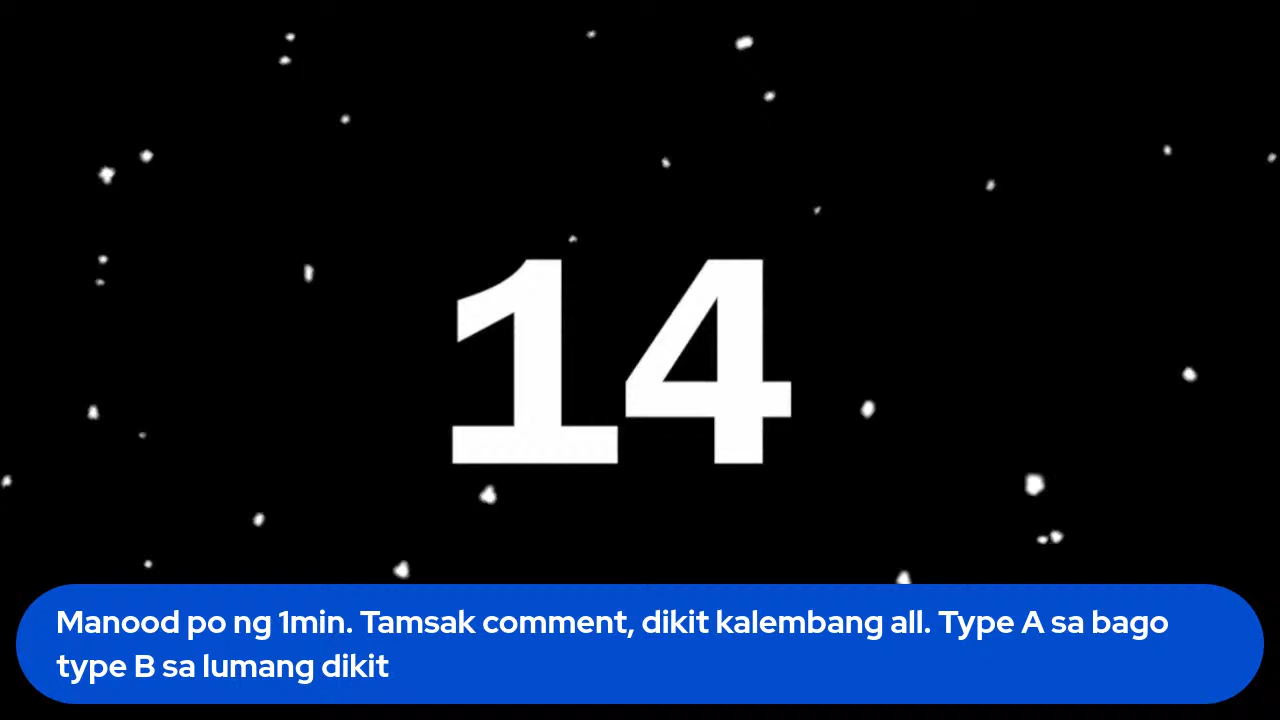 14
Manood po ng 1min. Tamsak comment, dikit kalembang all. Type A sa bago
type B sa lumang dikit